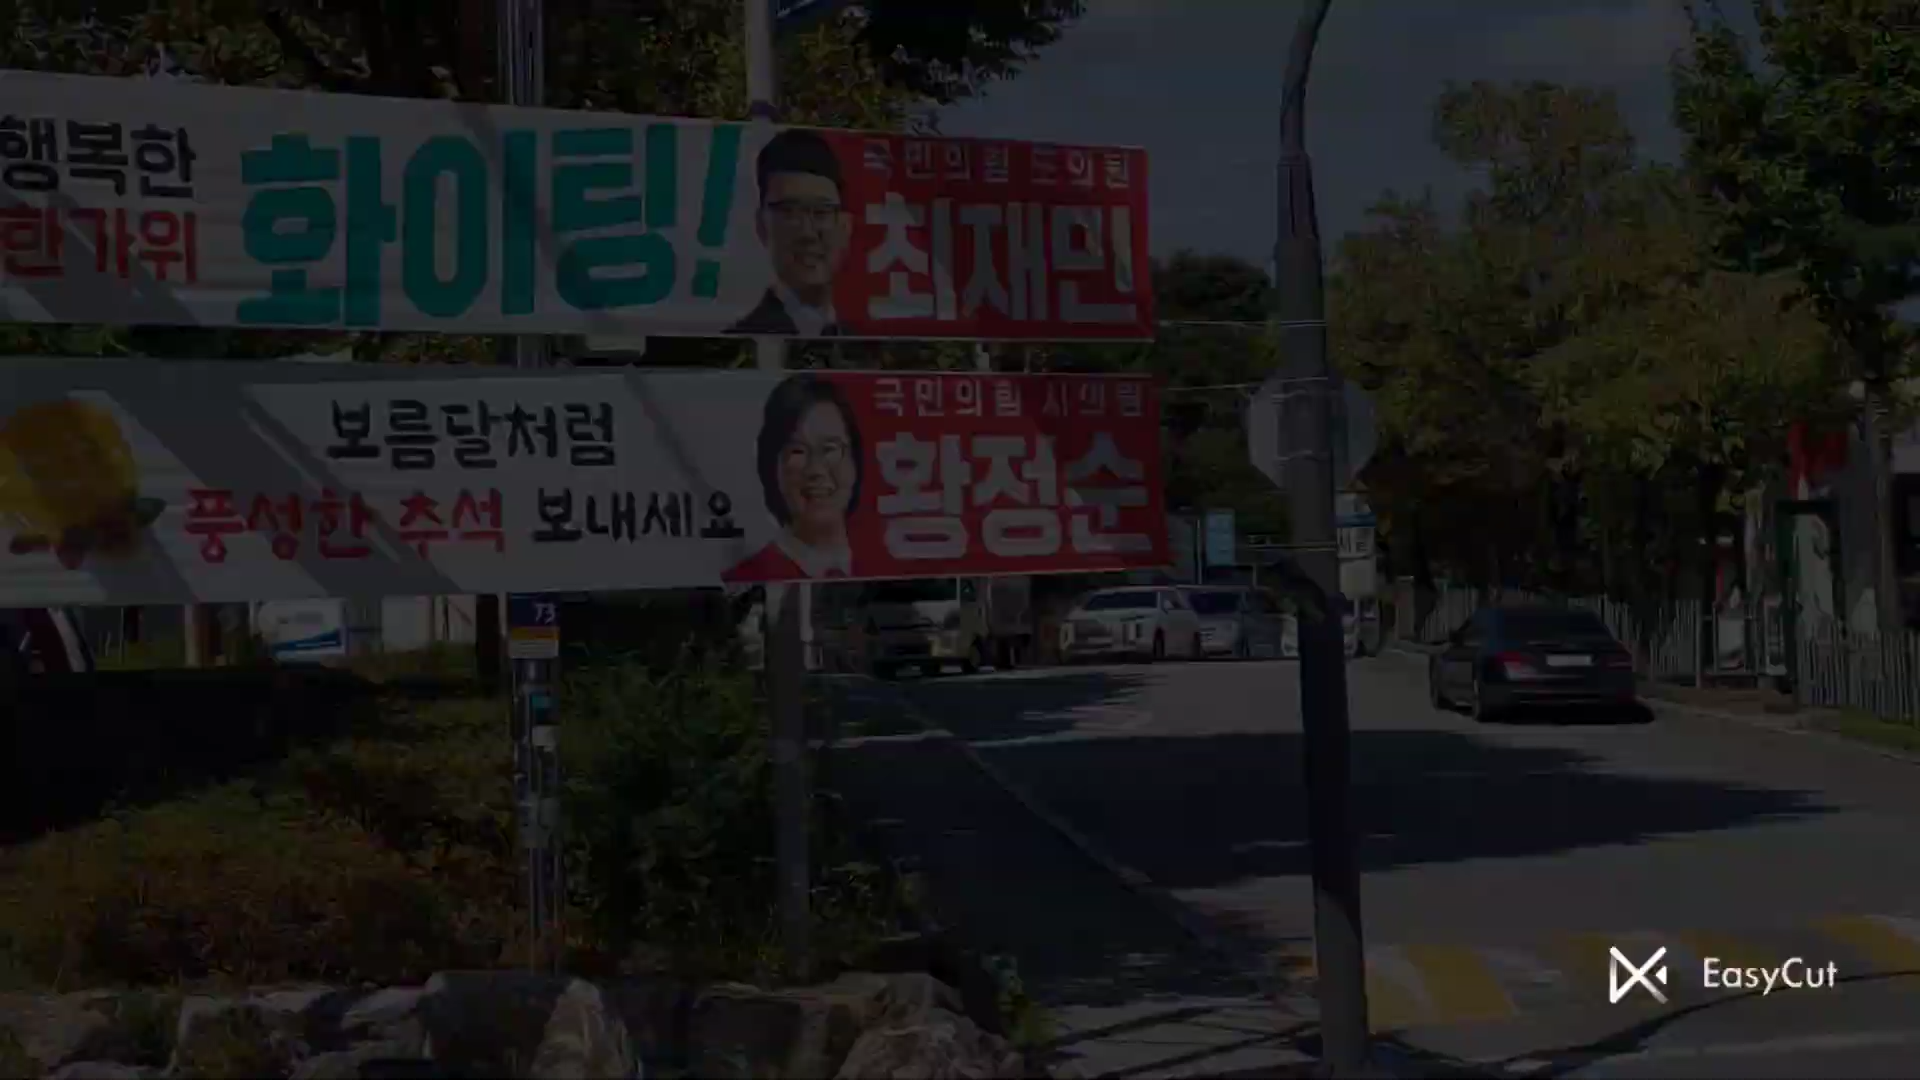 행복한
한가위
화이팅!
국민의힘 도의원
최재민
보름달처럼
풍성한 추석 보내세요
국민의힘 시의원
황정순
73
EasyCut